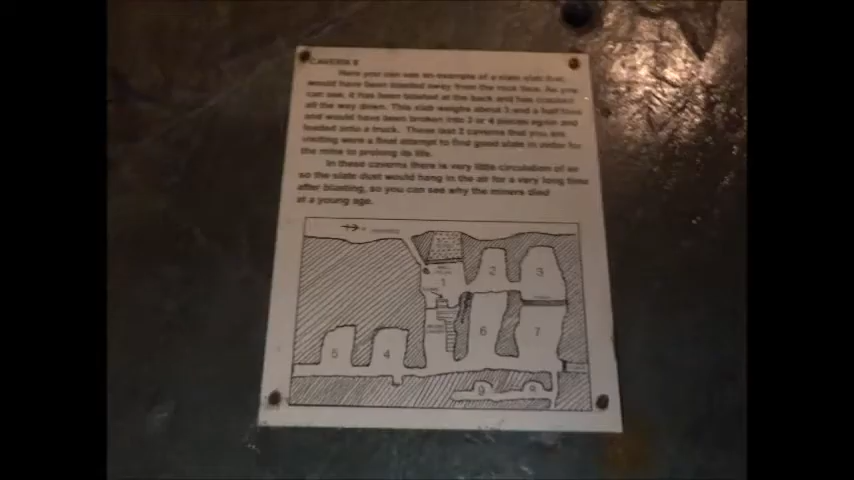 CAVERN 8
Here you can see an example of a slate slab that
would have been blasted away from the rock face. As you
can see, it has been blasted at the back and has cracked
all the way down. This slab weighs about 3 and a half tons
and would have been broken into 3 or 4 pieces again and
loaded onto a truck. These last 2 caverns that you are
visiting were a final attempt to find good slate in order for
the mine to prolong its life.
In these caverns there is very little circulation of air
so the slate dust would hang in the air for a very long time
after blasting, so you can see why the miners died
at a young age.
1
2
3
6
7
5
4
9
8